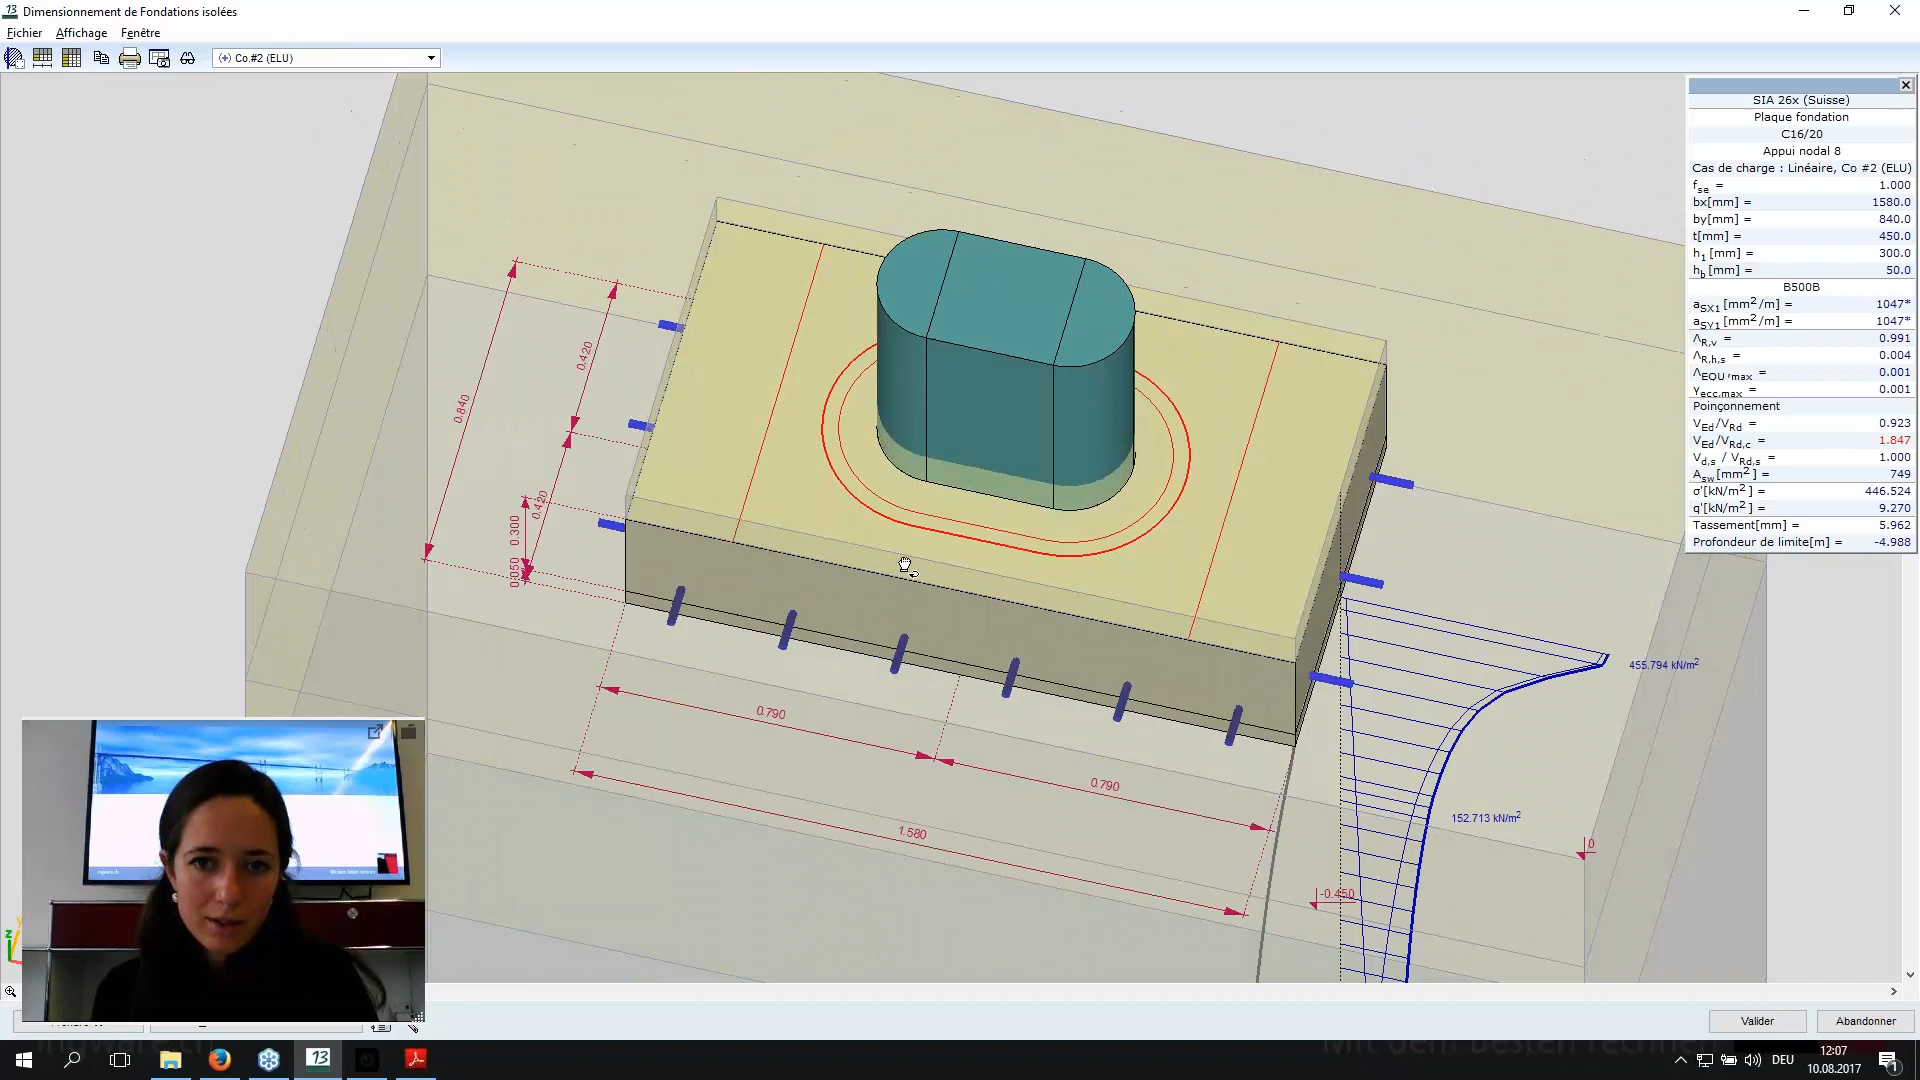 13 Dimensionnement de Fondations isolées
Fichier Affichage Fenêtre
(+) Co.#2 (ELU)
SIA 26x (Suisse)
Plaque fondation
C16/20
Appui nodal 8
Cas de charge : Linéaire, Co #2 (ELU)
fse = 1.000
bx[mm] = 1580.0
by[mm] = 840.0
t[mm] = 450.0
h1 [mm] = 300.0
hb [mm] = 50.0
B500B
aSX1 [mm²/m] = 1047*
aSY1 [mm²/m] = 1047*
ΛR,v = 0.991
ΛR,h,s = 0.004
ΛEQU,max = 0.001
γecc,max = 0.001
Poinçonnement
VEd/VRd = 0.923
VEd/VRd,c = 1.847
Vd,s / VRd,s = 1.000
Asw [mm²] = 749
σ'[kN/m²] = 446.524
q'[kN/m²] = 9.270
Tassement[mm] = 5.962
Profondeur de limite[m] = -4.988
0.420
0.840
0.420
0.300
0.050
455.794 kN/m²
0.790
0.790
152.713 kN/m²
1.580
0
-0.450
z
Valider Abandonner
13
DEU
12:07
10.08.2017
1